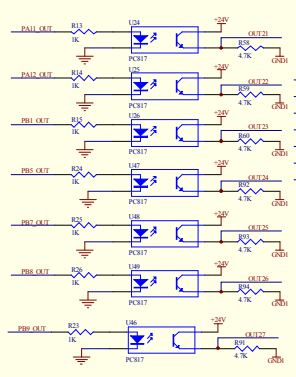 U24
+24V
PA11_OUT
R13
OUT21
1K
R58
PC817
4.7K
GND1
U25
+24V
PA12_OUT
R14
OUT22
1K
R59
PC817
4.7K
GND1
U26
+24V
PB1_OUT
R15
OUT23
1K
R60
PC817
4.7K
GND1
U47
+24V
PB5_OUT
R24
OUT24
1K
R92
PC817
4.7K
GND1
U48
+24V
PB7_OUT
R25
OUT25
1K
R93
PC817
4.7K
GND1
U49
+24V
PB8_OUT
R26
OUT26
1K
R94
PC817
4.7K
GND1
U46
+24V
PB9_OUT
R23
OUT27
1K
R91
PC817
4.7K
GND1